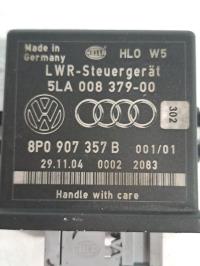 Made in
Germany
HELLA
HLO W5
LWR-Steuergerät
5LA 008 379-00
302
8P0 907 357 B 001/01
29.11.04 0002 2083
Handle with care